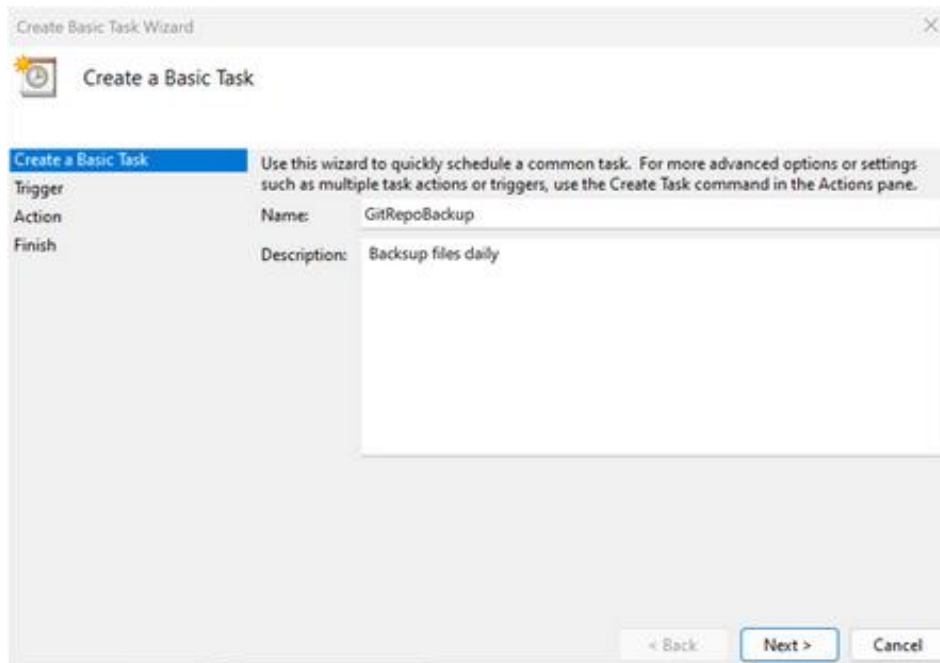 Create Basic Task Wizard
Create a Basic Task
Create a Basic Task
Trigger
Action
Finish
Use this wizard to quickly schedule a common task. For more advanced options or settings
such as multiple task actions or triggers, use the Create Task command in the Actions pane.
Name: GitRepoBackup
Description: Backsup files daily
< Back Next > Cancel